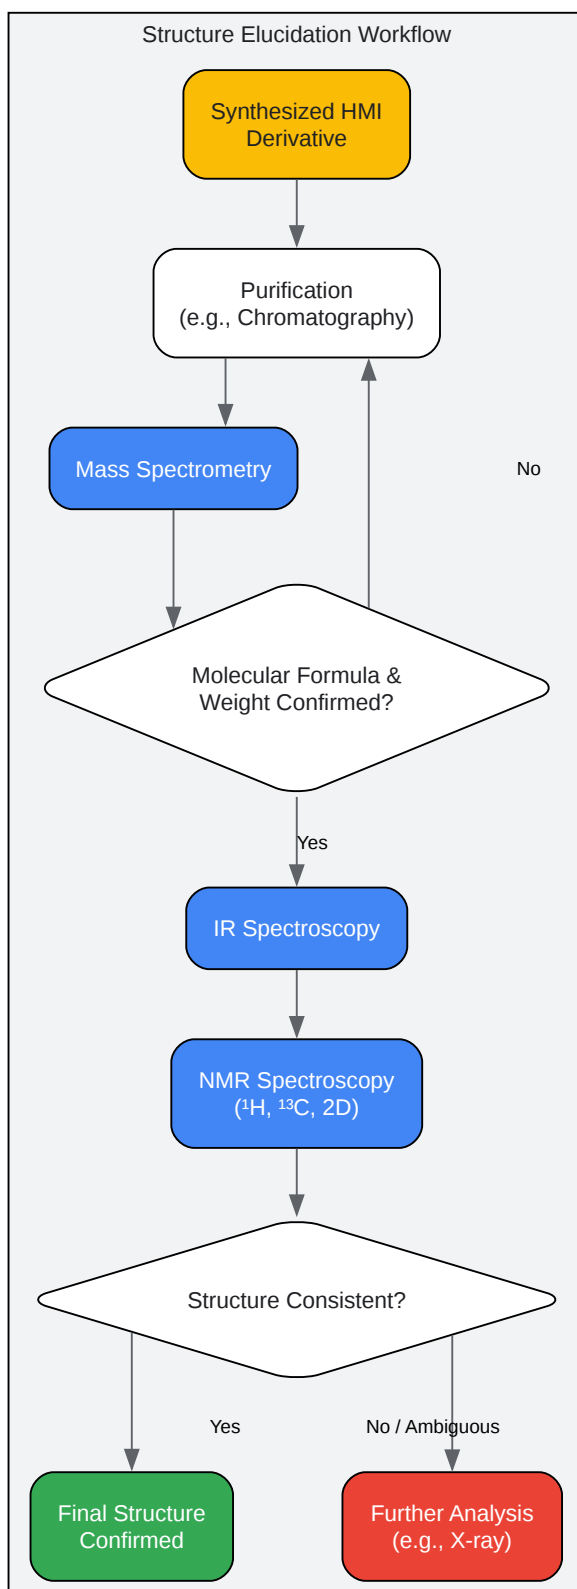 Structure Elucidation Workflow
Synthesized HMI
Derivative
Purification
(e.g., Chromatography)
Mass Spectrometry
No
Molecular Formula &
Weight Confirmed?
Yes
IR Spectroscopy
NMR Spectroscopy
(¹H, ¹³C, 2D)
Structure Consistent?
Yes
No / Ambiguous
Final Structure
Confirmed
Further Analysis
(e.g., X-ray)